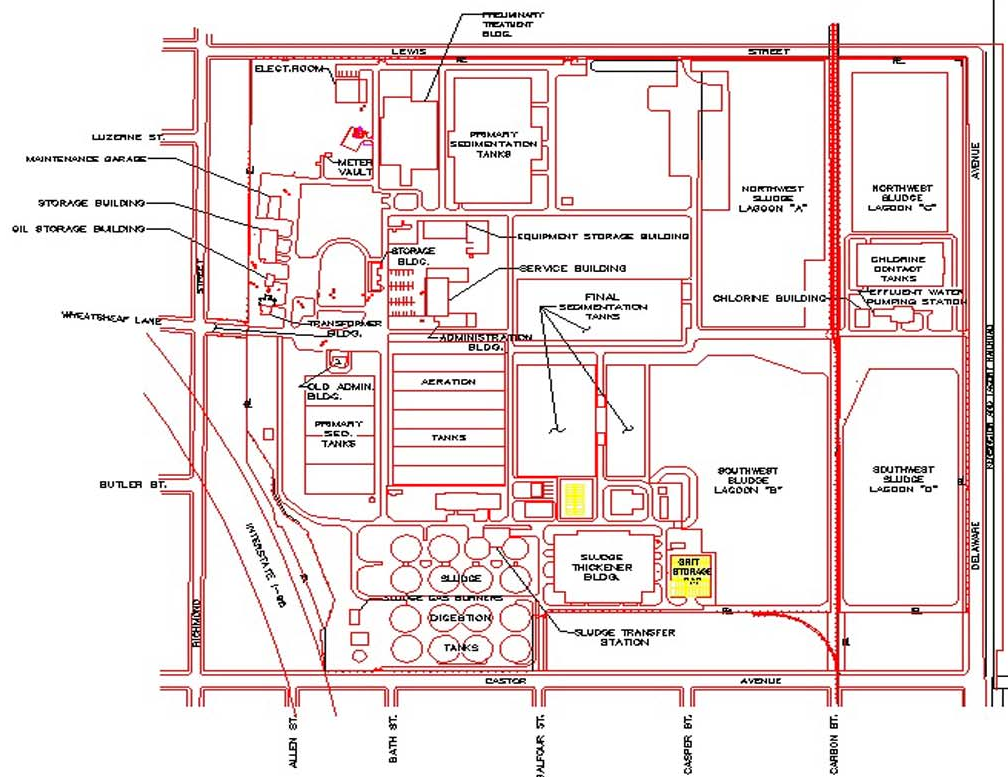 PRELIMINARY
TREATMENT
BLDG.
LEWIS
STREET
ELECT.ROOM
LUZERNE ST.
PRIMARY
SEDIMENTATION
TANKS
MAINTENANCE GARAGE
METER
VAULT
AVENUE
STORAGE BUILDING
NORTHWEST
SLUDGE
LAGOON "A"
NORTHWEST
SLUDGE
LAGOON "C"
OIL STORAGE BUILDING
EQUIPMENT STORAGE BUILDING
STORAGE
BLDG.
SERVICE BUILDING
CHLORINE
CONTACT
TANKS
STREET
FINAL
SEDIMENTATION
TANKS
CHLORINE BUILDING
EFFLUENT WATER
PUMPING STATION
WHEATSHEAF LANE
TRANSFORMER
BLDG.
ADMINISTRATION
BLDG.
OLD ADMIN.
BLDG.
AERATION
TANKS
PRIMARY
SED.
TANKS
BUTLER ST.
SOUTHWEST
SLUDGE
LAGOON "B"
SOUTHWEST
SLUDGE
LAGOON "D"
INTERSTATE I-95
DELAWARE
SLUDGE
THICKENER
BLDG.
GRIT
STORAGE
SLUDGE
SLUDGE GAS BURNERS
DIGESTION
TANKS
RICHMOND
SLUDGE TRANSFER
STATION
CASTOR
AVENUE
ALLEN ST.
BATH ST.
BALFOUR ST.
CASPER ST.
CARBON ST.